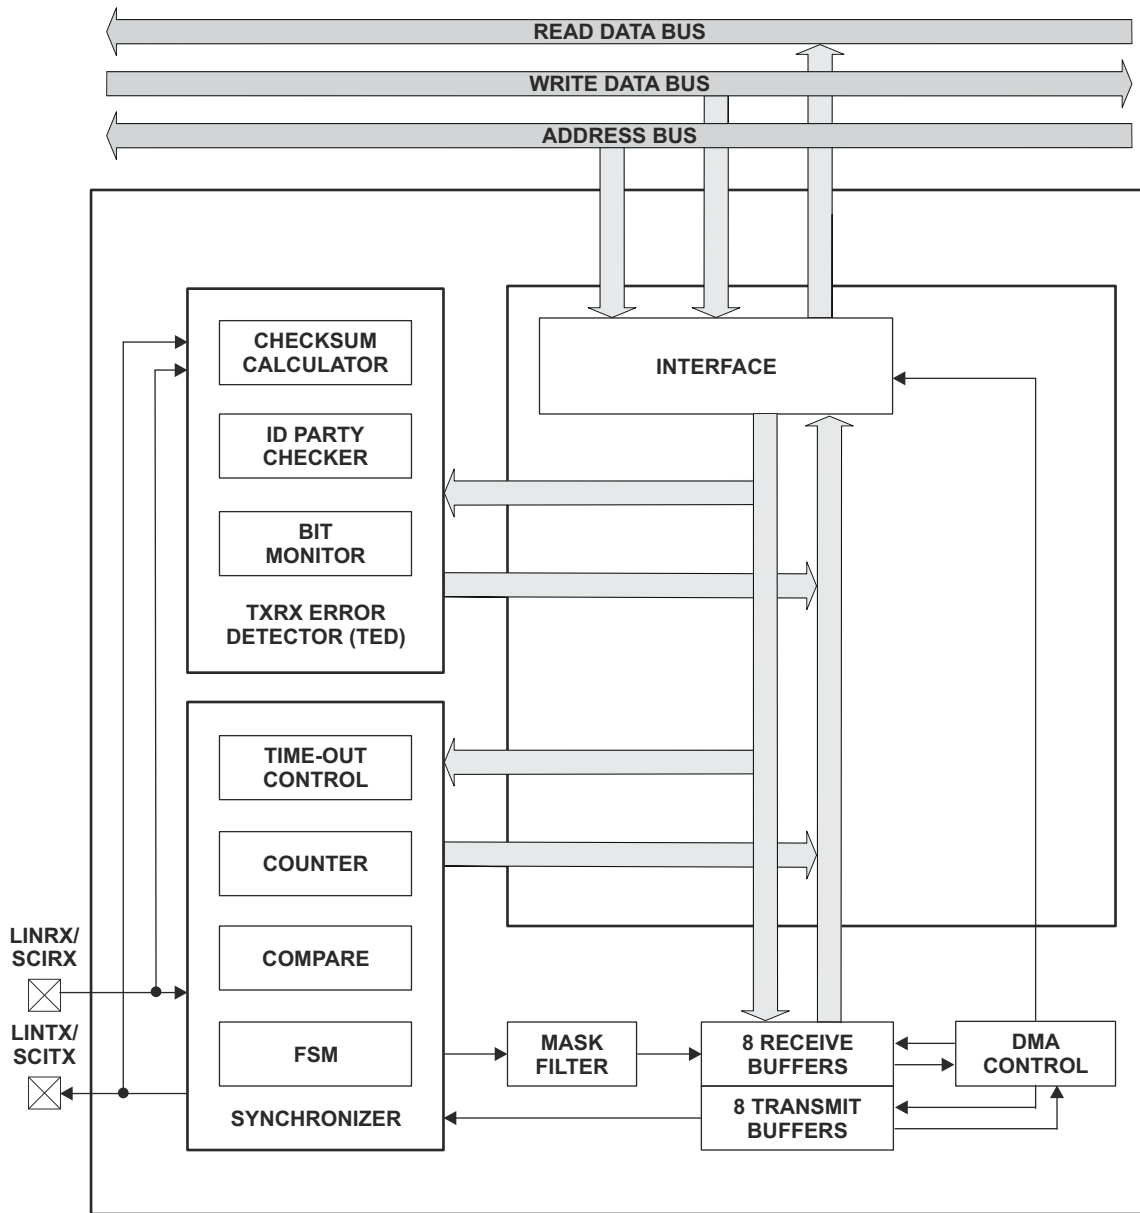 READ DATA BUS
WRITE DATA BUS
ADDRESS BUS
CHECKSUM
CALCULATOR
INTERFACE
ID PARTY
CHECKER
BIT
MONITOR
TXRX ERROR
DETECTOR (TED)
TIME-OUT
CONTROL
COUNTER
COMPARE
LINRX/
SCIRX
LINTX/
SCITX
FSM
SYNCHRONIZER
MASK
FILTER
8 RECEIVE
BUFFERS
8 TRANSMIT
BUFFERS
DMA
CONTROL